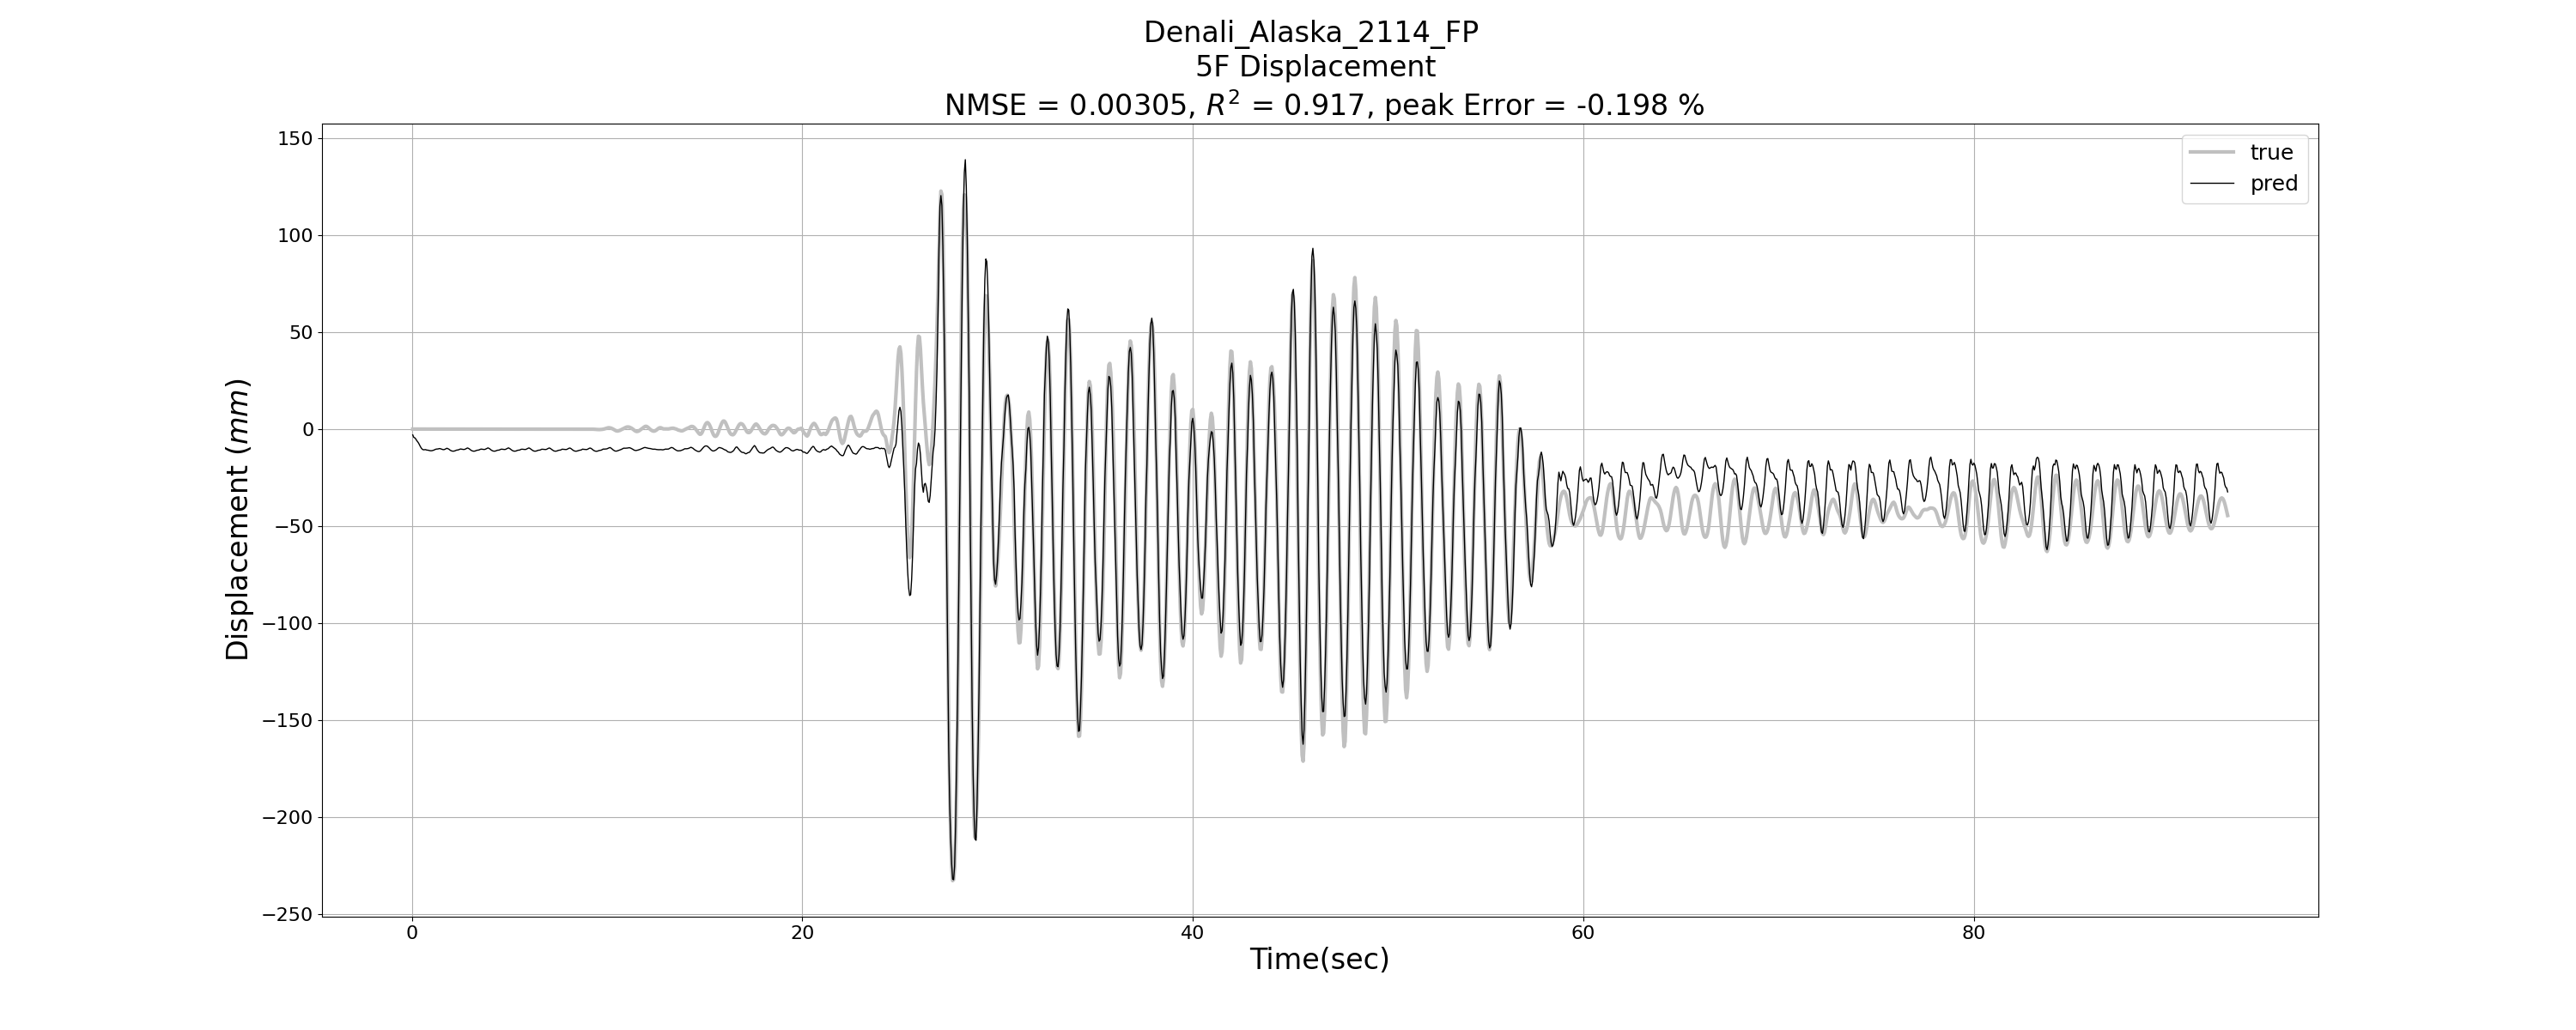 Denali_Alaska_2114_FP
5F Displacement
NMSE = 0.00305, R² = 0.917, peak Error = -0.198 %
true
pred
150
100
50
0
−50
−100
−150
−200
−250
Displacement (mm)
0
20
40
60
80
Time(sec)